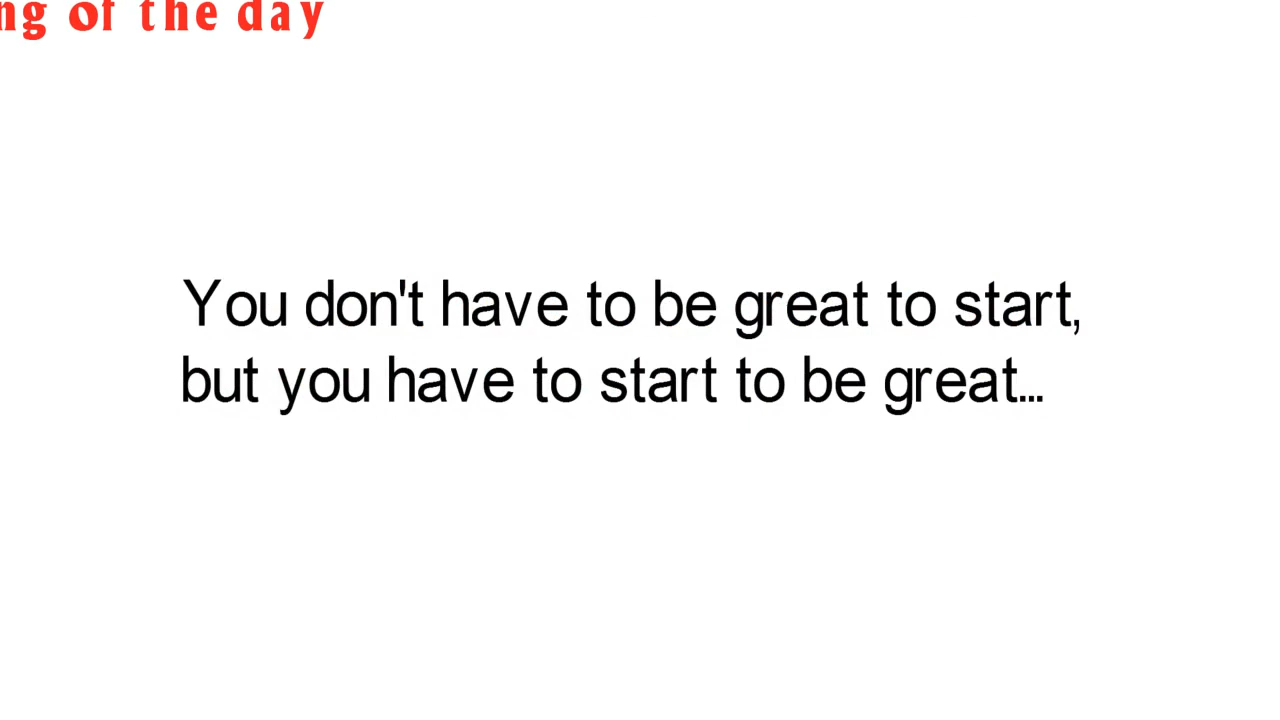 ng of the day
You don't have to be great to start,
but you have to start to be great...